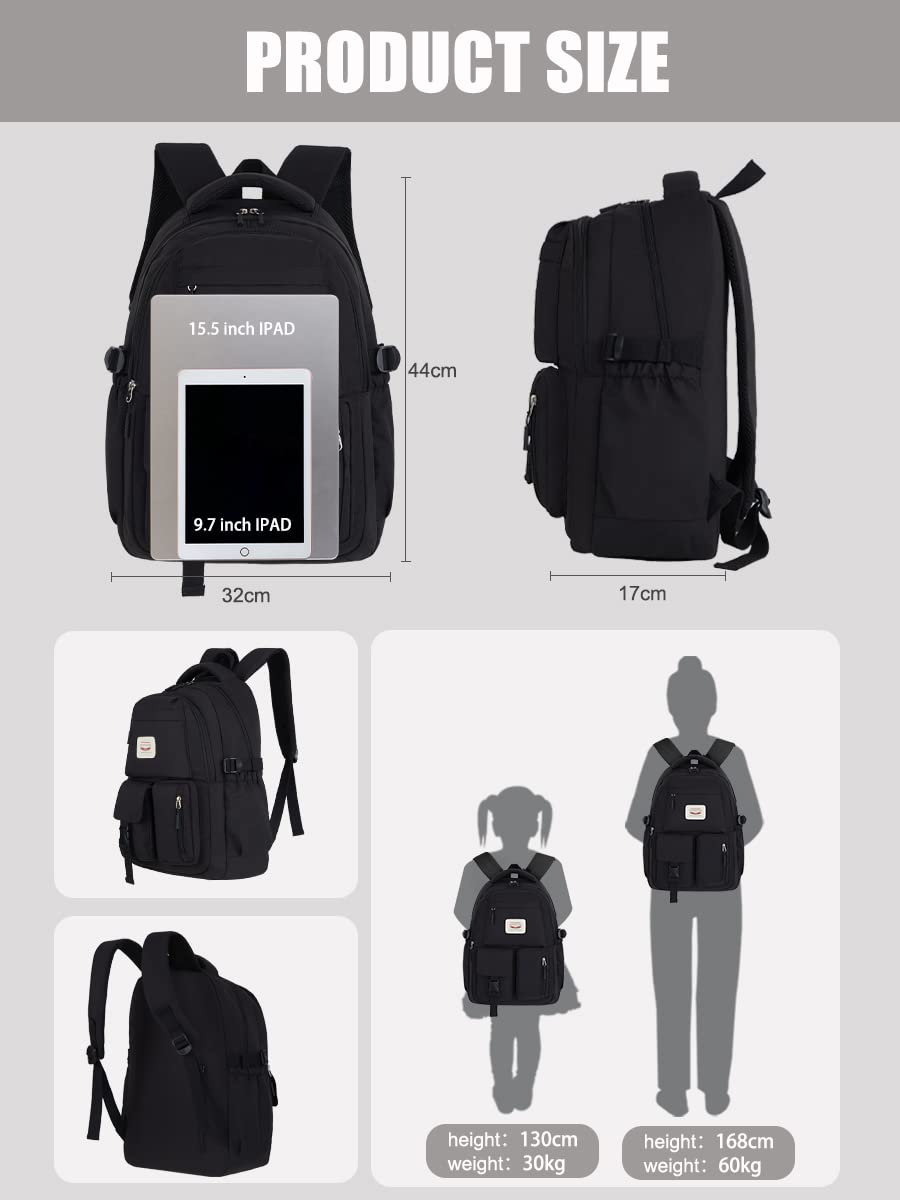 PRODUCT SIZE
15.5 inch IPAD
44cm
9.7 inch IPAD
32cm
17cm
height: 130cm
weight: 30kg
height: 168cm
weight: 60kg